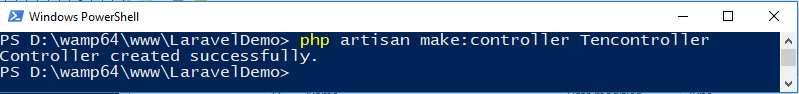 Windows PowerShell
PS D:\wamp64\www\LaravelDemo> php artisan make:controller Tencontroller
Controller created successfully.
PS D:\wamp64\www\LaravelDemo>